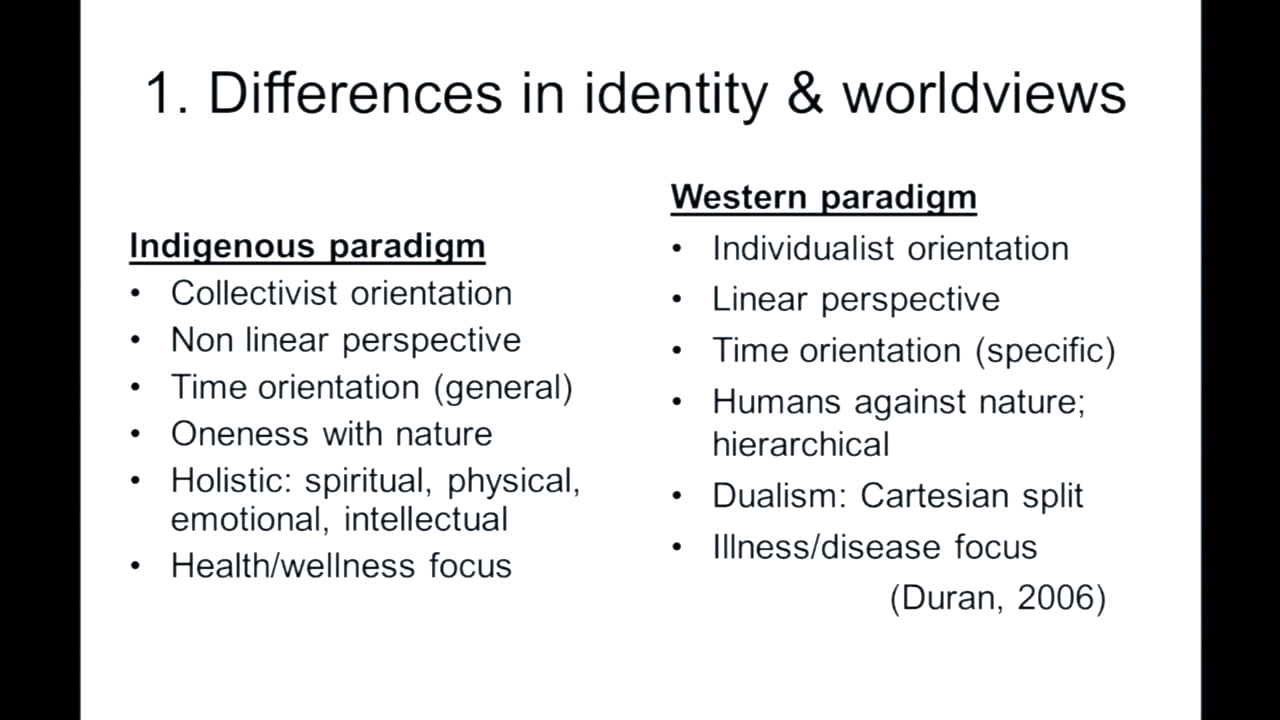 1. Differences in identity & worldviews
Indigenous paradigm
• Collectivist orientation
• Non linear perspective
• Time orientation (general)
• Oneness with nature
• Holistic: spiritual, physical,
emotional, intellectual
• Health/wellness focus
Western paradigm
• Individualist orientation
• Linear perspective
• Time orientation (specific)
• Humans against nature;
hierarchical
• Dualism: Cartesian split
• Illness/disease focus
(Duran, 2006)